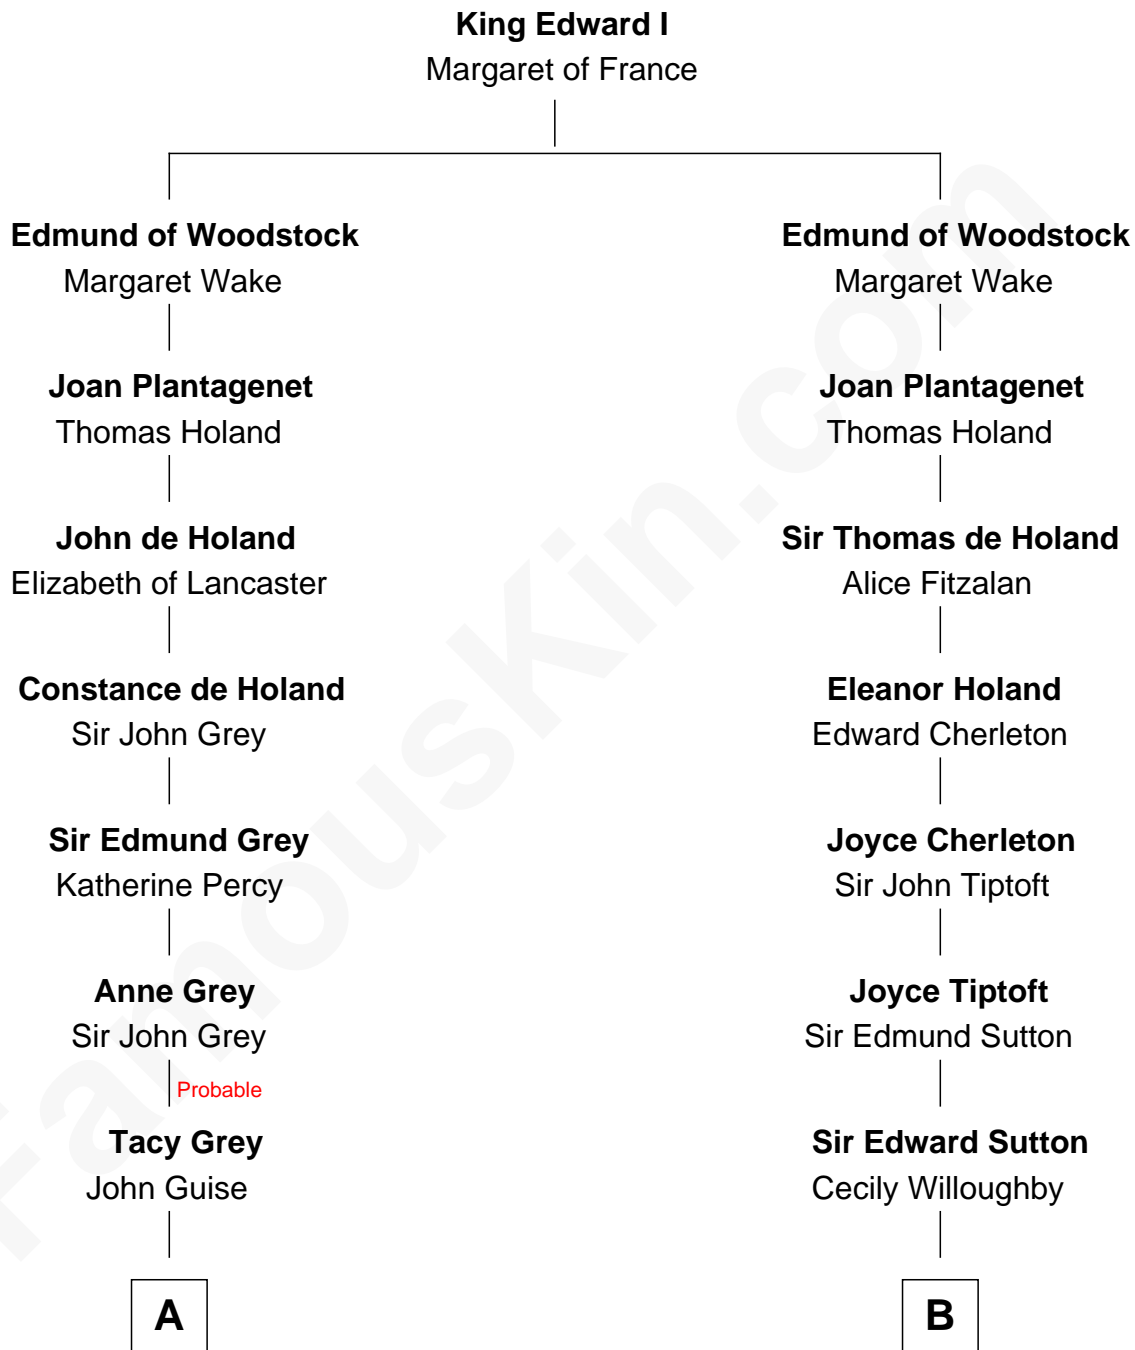 King Edward I
Margaret of France
Edmund of Woodstock
Margaret Wake
Edmund of Woodstock
Margaret Wake
Joan Plantagenet
Thomas Holand
Joan Plantagenet
Thomas Holand
John de Holand
Elizabeth of Lancaster
Sir Thomas de Holand
Alice Fitzalan
Constance de Holand
Sir John Grey
Eleanor Holand
Edward Cherleton
Sir Edmund Grey
Katherine Percy
Joyce Cherleton
Sir John Tiptoft
Anne Grey
Sir John Grey
Joyce Tiptoft
Sir Edmund Sutton
Probable
Tacy Grey
John Guise
Sir Edward Sutton
Cecily Willoughby
A
B
FamousKin.com